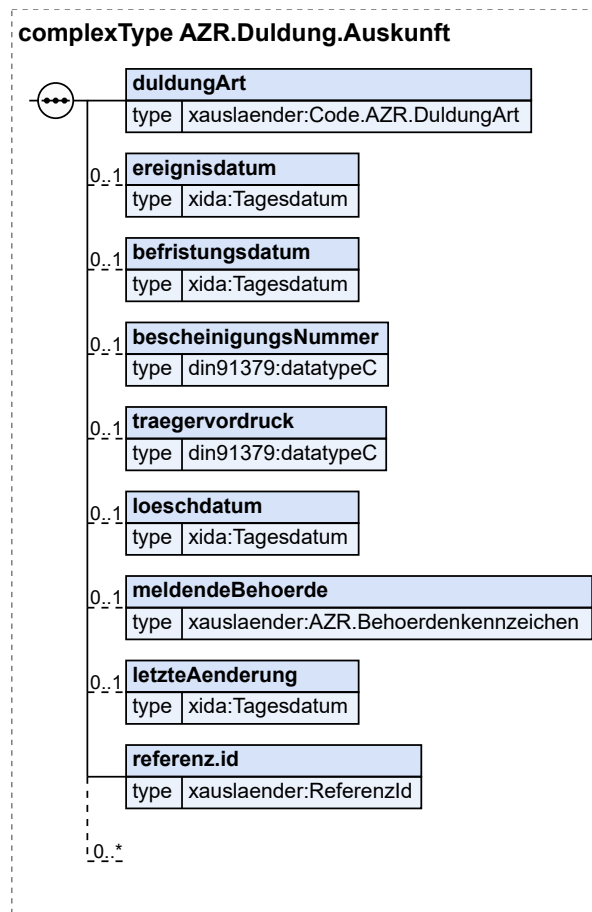 complexType AZR.Duldung.Auskunft
duldungArt
type xauslaender:Code.AZR.DuldungArt
0..1 ereignisdatum
type xida:Tagesdatum
0..1 befristungsdatum
type xida:Tagesdatum
0..1 bescheinigungsNummer
type din91379:datatypeC
0..1 traegervordruck
type din91379:datatypeC
0..1 loeschdatum
type xida:Tagesdatum
0..1 meldendeBehoerde
type xauslaender:AZR.Behoerdenkennzeichen
0..1 letzteAenderung
type xida:Tagesdatum
referenz.id
type xauslaender:ReferenzId
0..*